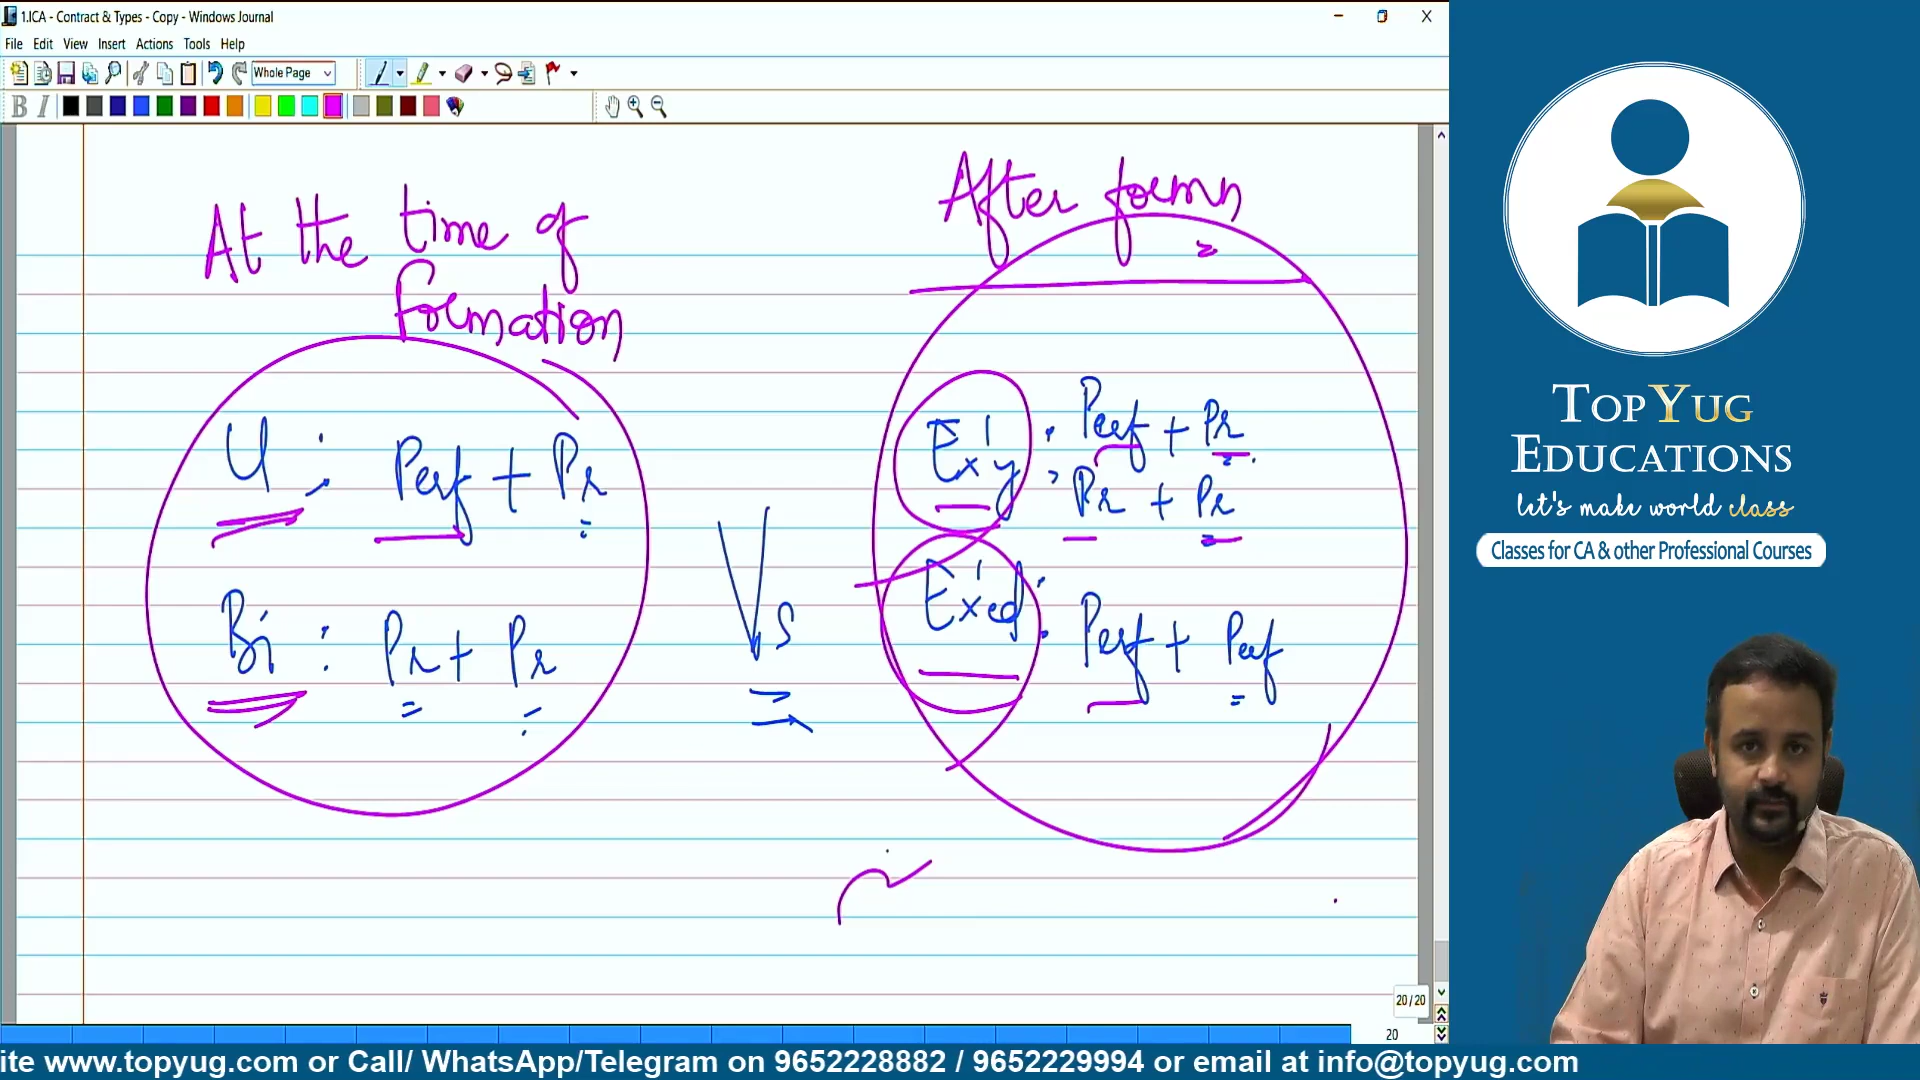 1.ICA - Contract & Types - Copy - Windows Journal
File Edit View Insert Actions Tools Help
Whole Page
B I
At the time of
formation
U : Perf + Pr
Bi : Pr + Pr
Vs
After formn
Ex'y : Perf + Pr
Pr + Pr
Ex'ed : Perf + Perf
20 / 20
20
TOPYUG
EDUCATIONS
let's make world class
Classes for CA & other Professional Courses
ite www.topyug.com or Call/ WhatsApp/Telegram on 9652228882 / 9652229994 or email at info@topyug.com